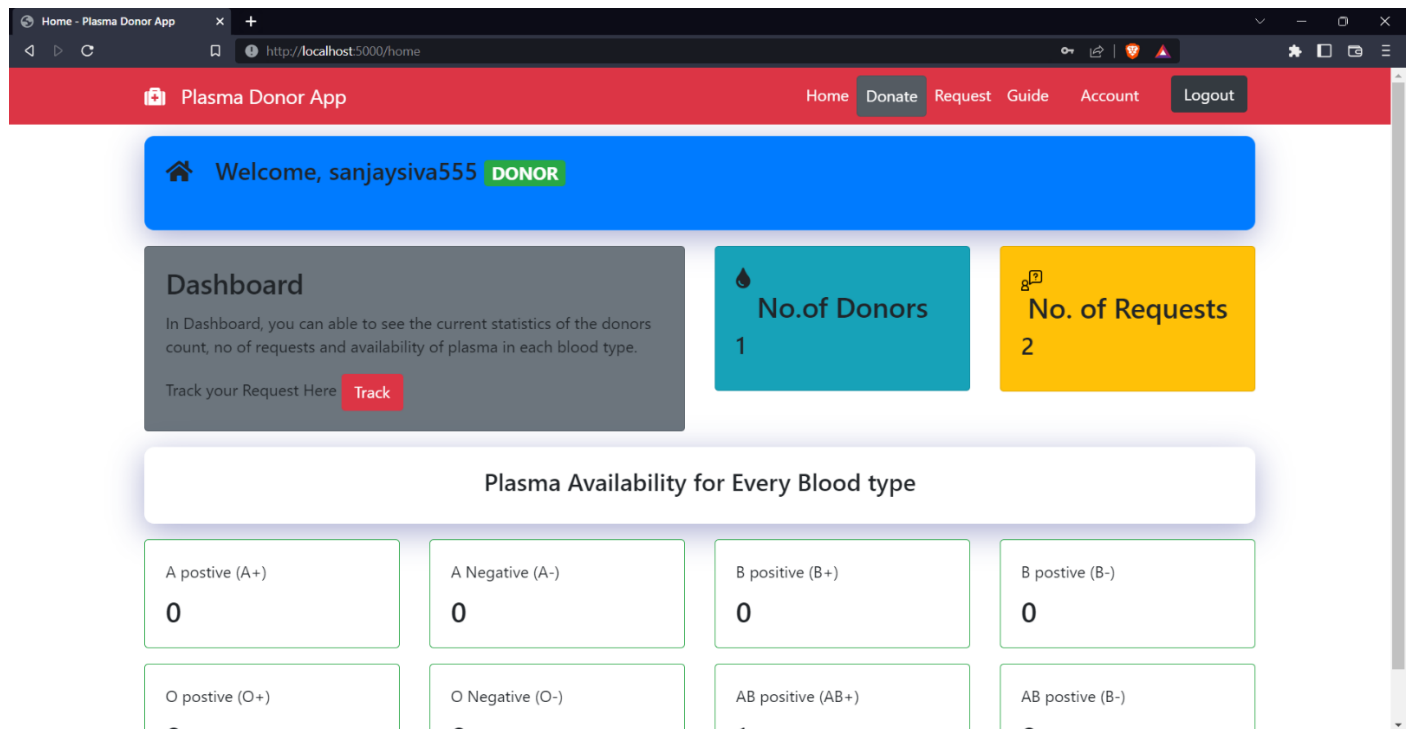 Home - Plasma Donor App
http://localhost:5000/home
Plasma Donor App Home Donate Request Guide Account Logout
Welcome, sanjaysiva555 DONOR
Dashboard
In Dashboard, you can able to see the current statistics of the donors
count, no of requests and availability of plasma in each blood type.
Track your Request Here Track
No.of Donors
1
No. of Requests
2
Plasma Availability for Every Blood type
A postive (A+)
0
A Negative (A-)
0
B positive (B+)
0
B postive (B-)
0
O postive (O+)
O Negative (O-)
AB positive (AB+)
AB postive (B-)